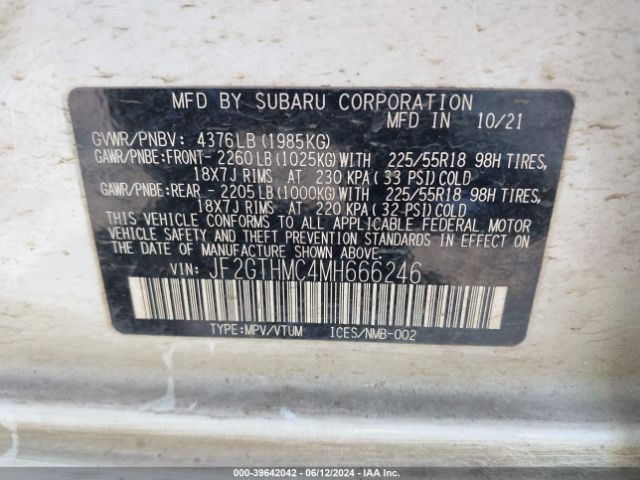 MFD BY SUBARU CORPORATION
MFD IN 10/21
GVWR/PNBV: 4376LB (1985KG)
GAWR/PNBE: FRONT- 2260LB (1025KG) WITH 225/55R18 98H TIRES,
18X7J RIMS AT 230 KPA (33 PSI) COLD
GAWR/PNBE: REAR - 2205LB (1000KG) WITH 225/55R18 98H TIRES,
18X7J RIMS AT 220 KPA (32 PSI) COLD
THIS VEHICLE CONFORMS TO ALL APPLICABLE FEDERAL MOTOR
VEHICLE SAFETY AND THEFT PREVENTION STANDARDS IN EFFECT ON
THE DATE OF MANUFACTURE SHOWN ABOVE.
VIN: JF2GTHMC4MH666246
TYPE: MPV/VTUM ICES/NMB-002
000-39642042 - 06/12/2024 - IAA Inc.